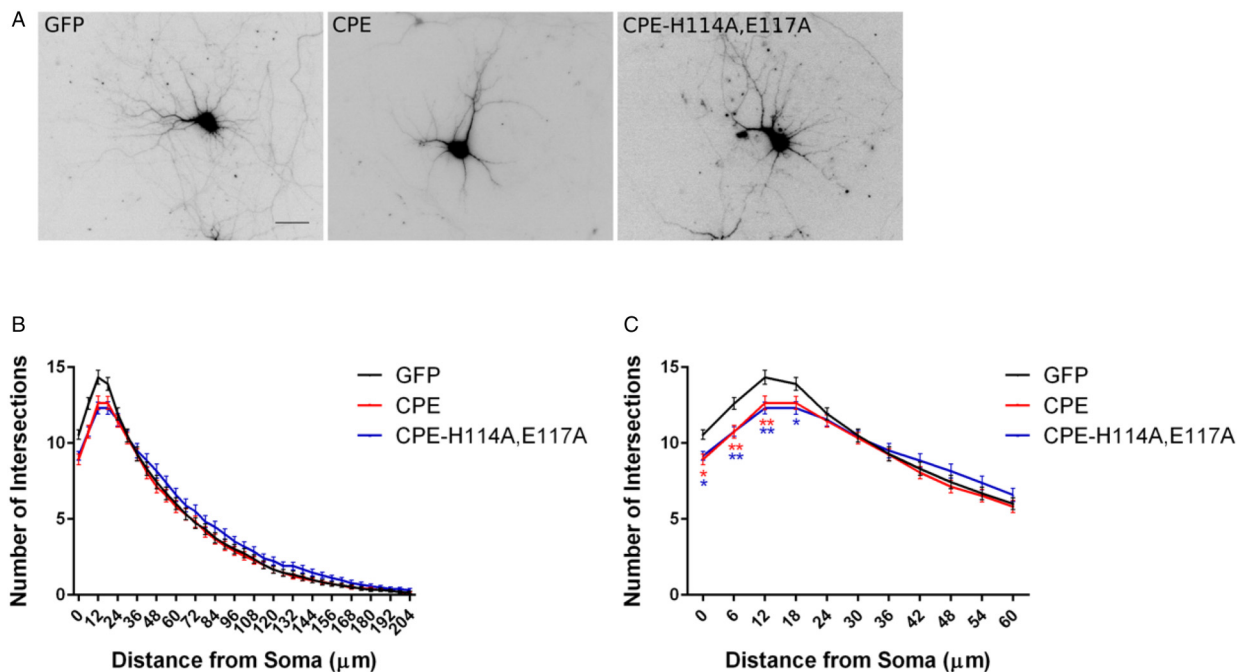 A
GFP
CPE
CPE-H114A,E117A
B
15
10
5
0
Number of Intersections
GFP
CPE
CPE-H114A,E117A
0 12 24 36 48 60 72 84 96 108 120 132 144 156 168 180 192 204
Distance from Soma (μm)
C
15
10
5
0
Number of Intersections
GFP
CPE
CPE-H114A,E117A
* ** ** 
* ** ** *
0 6 12 18 24 30 36 42 48 54 60
Distance from Soma (μm)